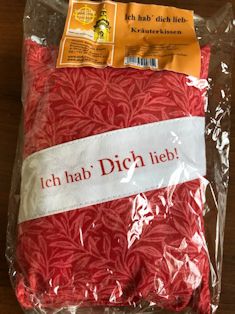 Ich hab' dich lieb-
Kräuterkissen
Ich hab' Dich lieb!